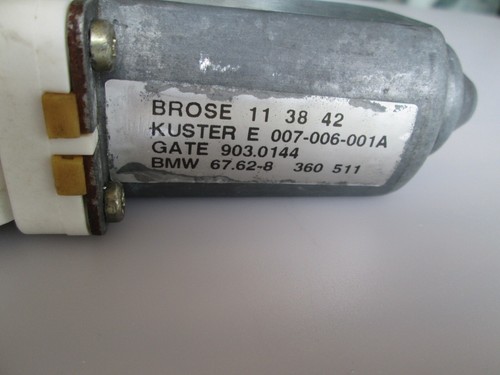 BROSE 11 38 42
KUSTER E 007-006-001A
GATE 903.0144
BMW 67.62-8 360 511